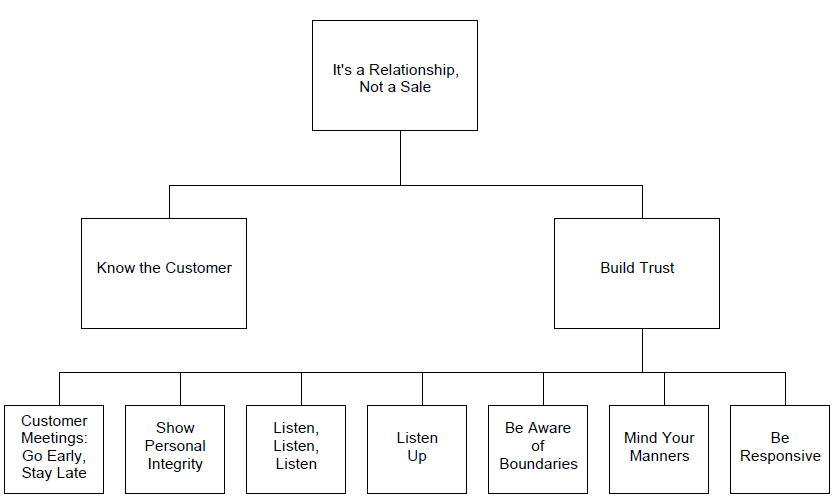 It's a Relationship,
Not a Sale
Know the Customer
Build Trust
Customer
Meetings:
Go Early,
Stay Late
Show
Personal
Integrity
Listen,
Listen,
Listen
Listen
Up
Be Aware
of
Boundaries
Mind Your
Manners
Be
Responsive